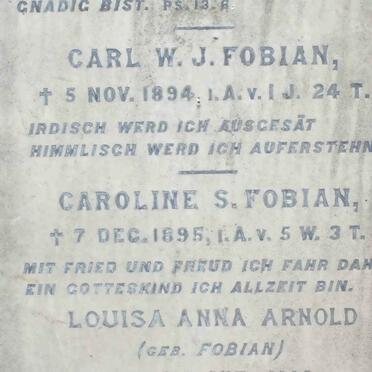 GNÄDIG BIST. PS. 13. 6.
CARL W. J. FOBIAN,
† 5 NOV. 1894, I. A. v. 1 J. 24 T.
IRDISCH WERD ICH AUSGESÄT
HIMMLISCH WERD ICH AUFERSTEHN
CAROLINE S. FOBIAN,
† 7 DEC. 1895, I. A. v. 5 W. 3 T.
MIT FRIED UND FREUD ICH FAHR DAH
EIN GOTTESKIND ICH ALLZEIT BIN.
LOUISA ANNA ARNOLD
(GEB. FOBIAN)